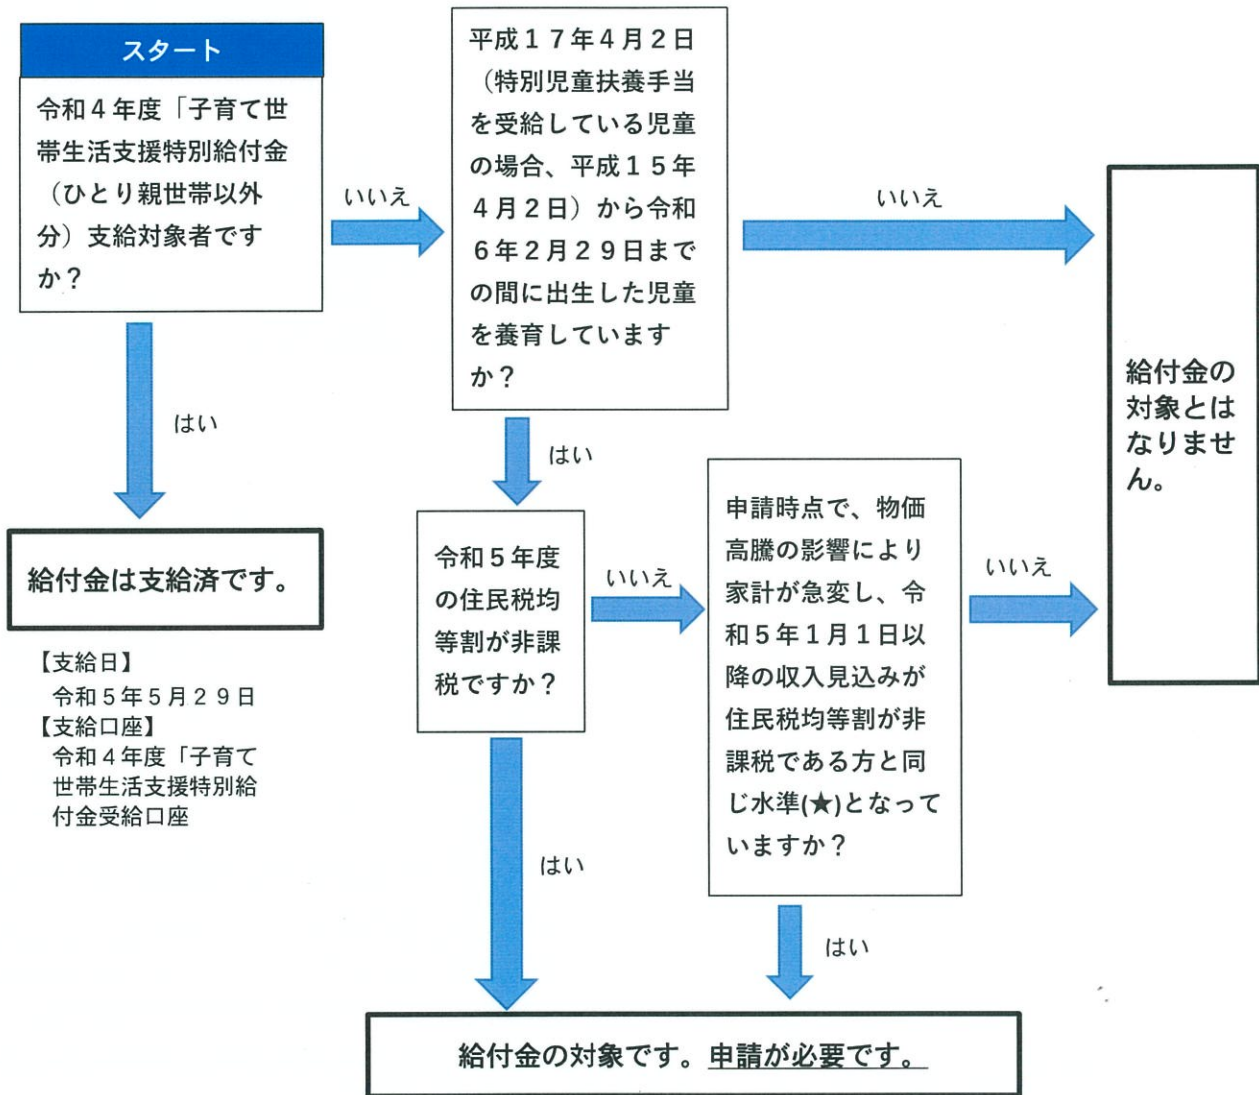 スタート
令和４年度「子育て世
帯生活支援特別給付金
（ひとり親世帯以外
分）支給対象者です
か？
いいえ
はい
給付金は支給済です。
【支給日】
令和５年５月２９日
【支給口座】
令和４年度「子育て
世帯生活支援特別給
付金受給口座
平成１７年４月２日
（特別児童扶養手当
を受給している児童
の場合、平成１５年
４月２日）から令和
６年２月２９日まで
の間に出生した児童
を養育しています
か？
いいえ
はい
令和５年度
の住民税均
等割が非課
税ですか？
いいえ
はい
申請時点で、物価
高騰の影響により
家計が急変し、令
和５年１月１日以
降の収入見込みが
住民税均等割が非
課税である方と同
じ水準(★)となって
いますか？
いいえ
はい
給付金の
対象とは
なりませ
ん。
給付金の対象です。申請が必要です。